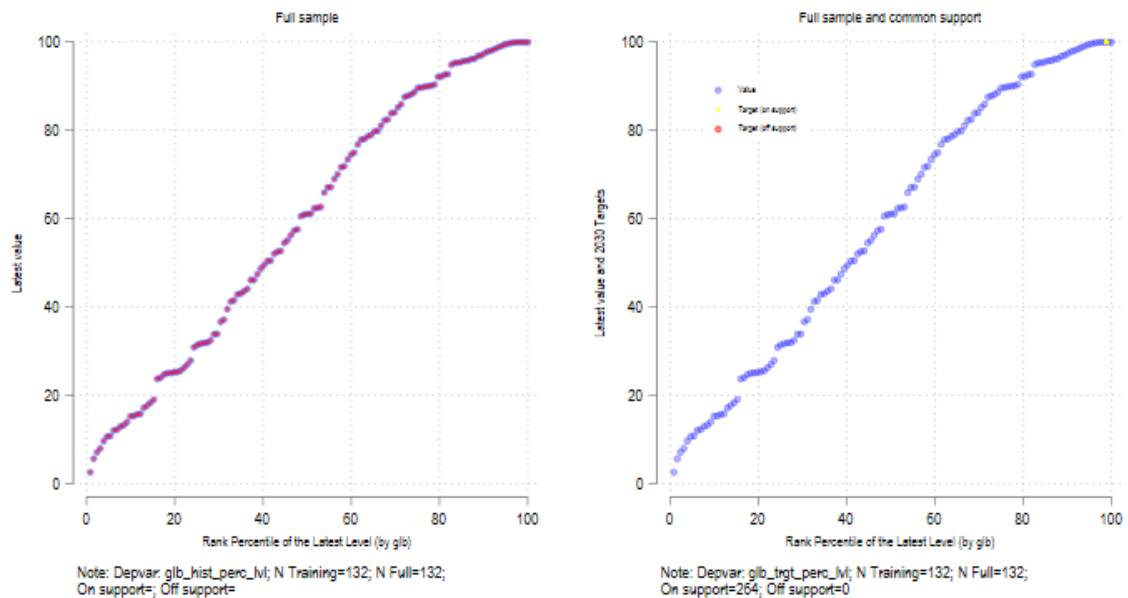 Full sample
100
80
60
40
20
0
Latest value
0 20 40 60 80 100
Rank Percentile of the Latest Level (by glb)
Note: Depvar: glb_hist_perc_lvl; N Training=132; N Full=132;
On support=; Off support=
Full sample and common support
100
80
60
40
20
0
Latest value and 2030 Targets
Value
Target (on support)
Target (off support)
0 20 40 60 80 100
Rank Percentile of the Latest Level (by glb)
Note: Depvar: glb_trgt_perc_lvl; N Training=132; N Full=132;
On support=264; Off support=0